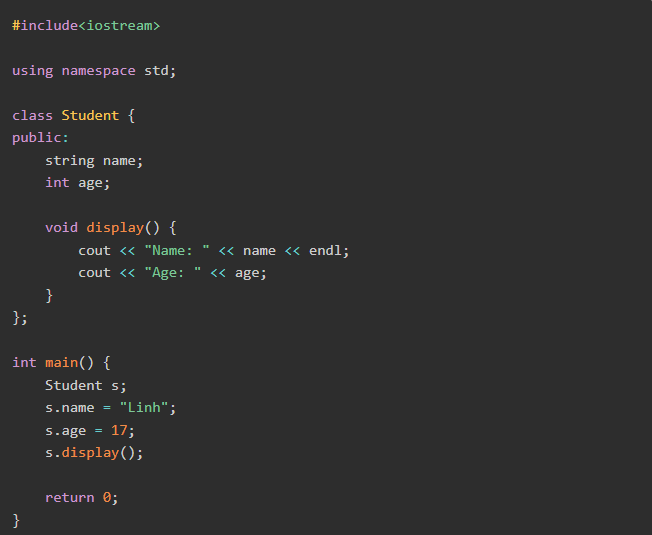 #include<iostream>
using namespace std;
class Student {
public:
    string name;
    int age;
    void display() {
        cout << "Name: " << name << endl;
        cout << "Age: " << age;
    }
};
int main() {
    Student s;
    s.name = "Linh";
    s.age = 17;
    s.display();
    return 0;
}